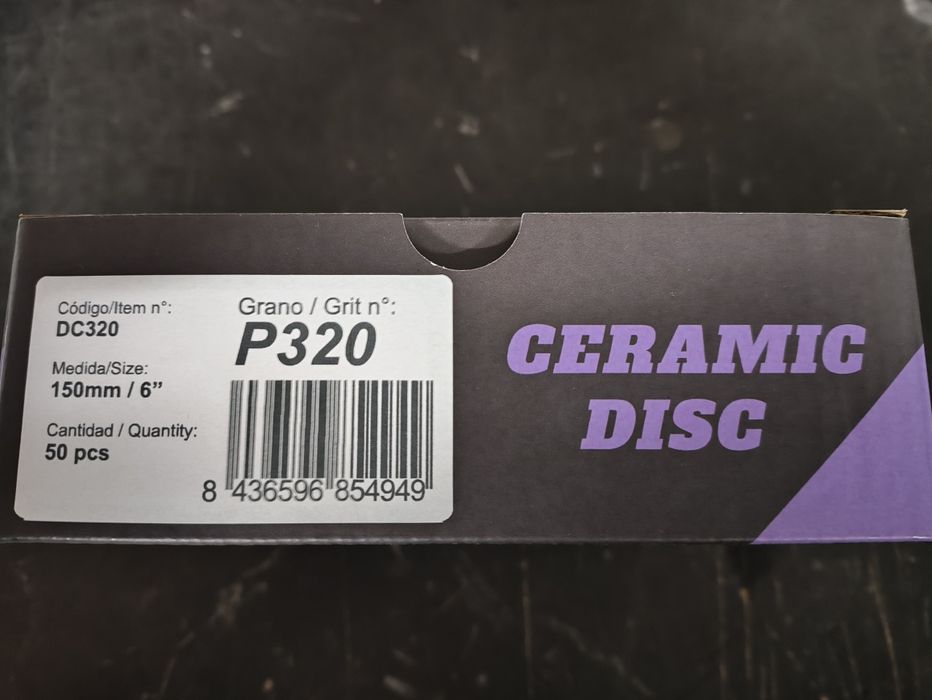 Código/Item n°:
DC320
Medida/Size:
150mm / 6”
Cantidad / Quantity:
50 pcs
Grano / Grit n°:
P320
8 436596 854949
CERAMIC
DISC